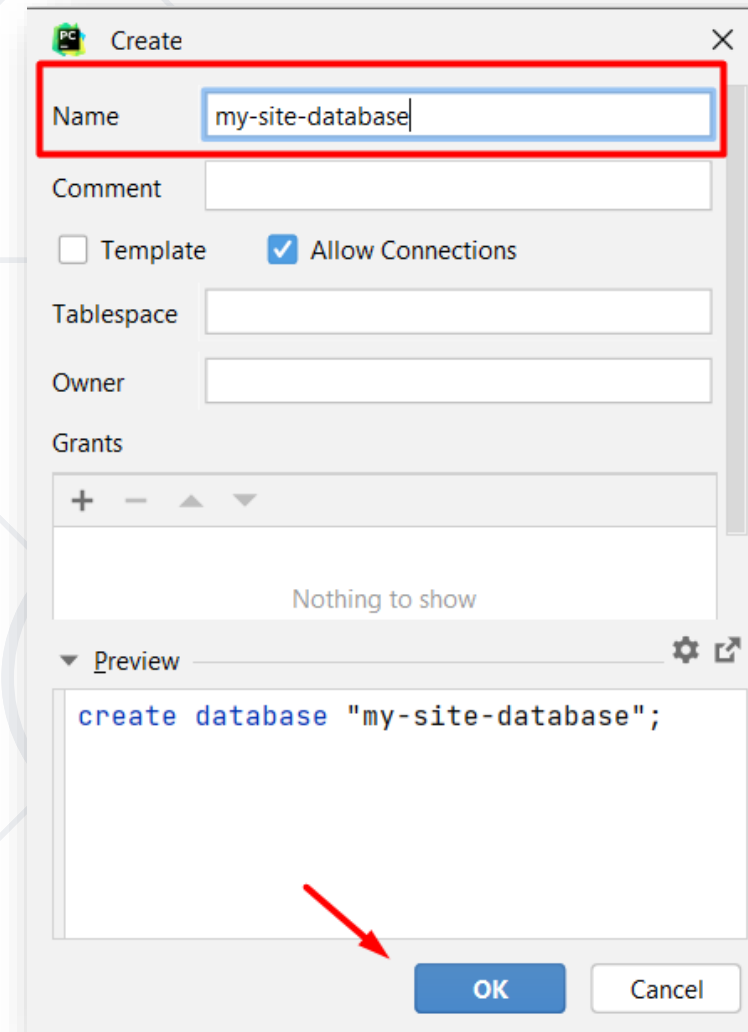 PC Create
Name my-site-database
Comment
Template Allow Connections
Tablespace
Owner
Grants
Nothing to show
Preview
create database "my-site-database";
OK Cancel